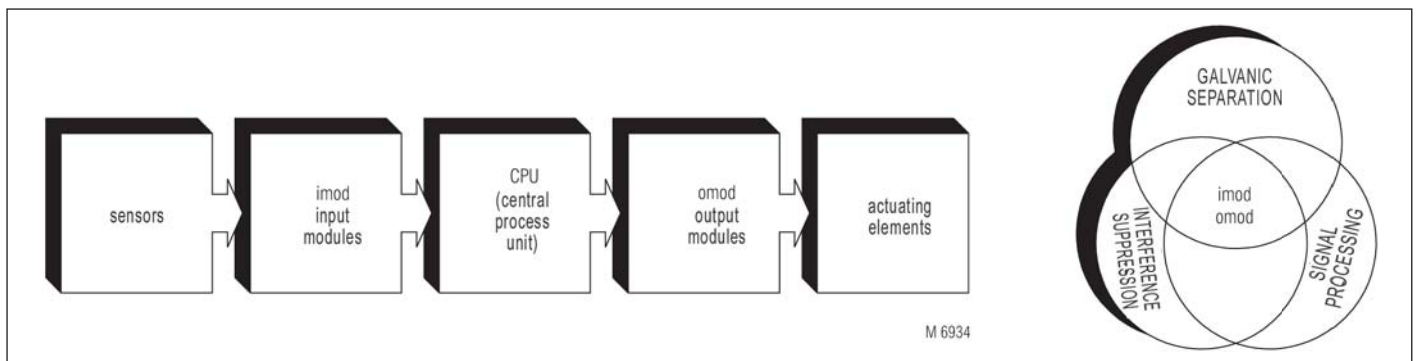 sensors
imod
input
modules
CPU
(central
process
unit)
omod
output
modules
actuating
elements
M 6934
GALVANIC
SEPARATION
imod
omod
INTERFERENCE
SUPPRESSION
SIGNAL
PROCESSING